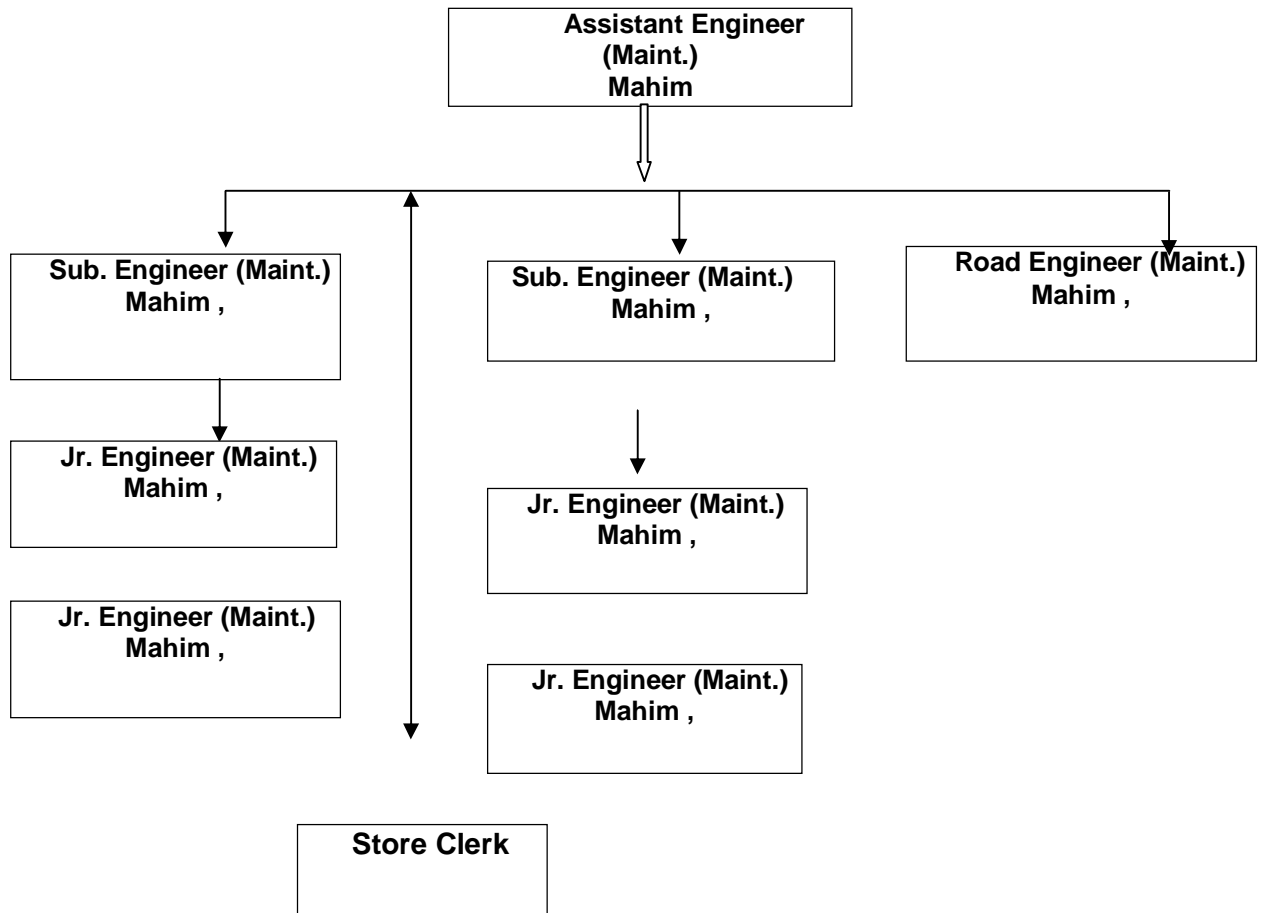 Assistant Engineer
(Maint.)
Mahim
Sub. Engineer (Maint.)
Mahim ,
Sub. Engineer (Maint.)
Mahim ,
Road Engineer (Maint.)
Mahim ,
Jr. Engineer (Maint.)
Mahim ,
Jr. Engineer (Maint.)
Mahim ,
Jr. Engineer (Maint.)
Mahim ,
Jr. Engineer (Maint.)
Mahim ,
Store Clerk